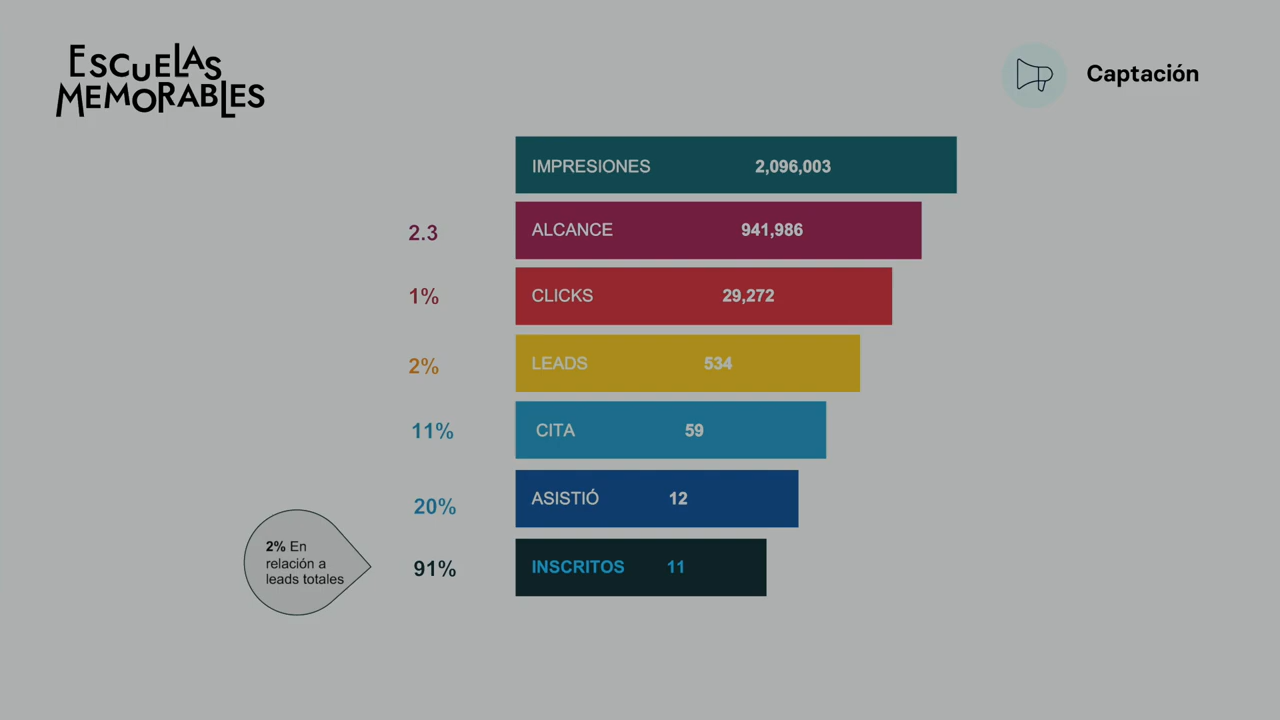 ESCUELAS
MEMORABLES
Captación
IMPRESIONES 2,096,003
2.3 ALCANCE 941,986
1% CLICKS 29,272
2% LEADS 534
11% CITA 59
20% ASISTIÓ 12
91% INSCRITOS 11
2% En
relación a
leads totales